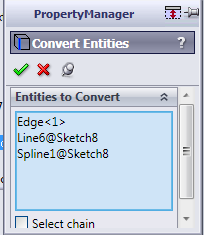 PropertyManager
Convert Entities ?
Entities to Convert
Edge<1>
Line6@Sketch8
Spline1@Sketch8
Select chain